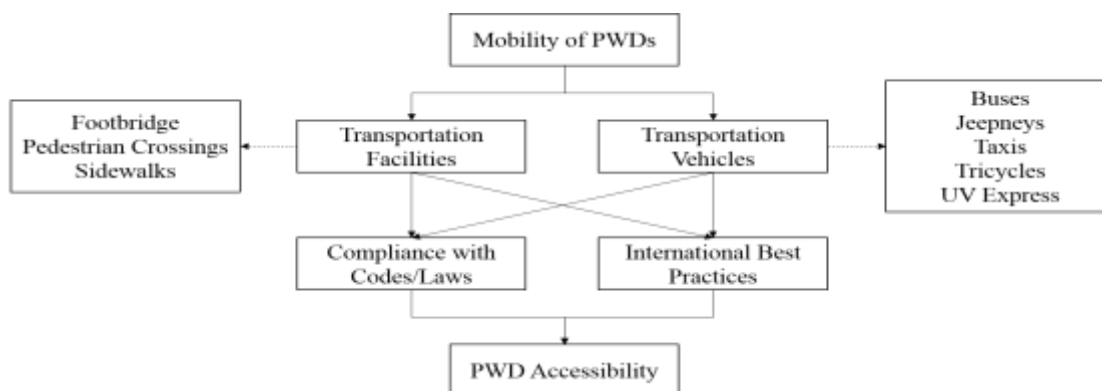 Mobility of PWDs
Footbridge
Pedestrian Crossings
Sidewalks
Transportation
Facilities
Transportation
Vehicles
Buses
Jeepneys
Taxis
Tricycles
UV Express
Compliance with
Codes/Laws
International Best
Practices
PWD Accessibility